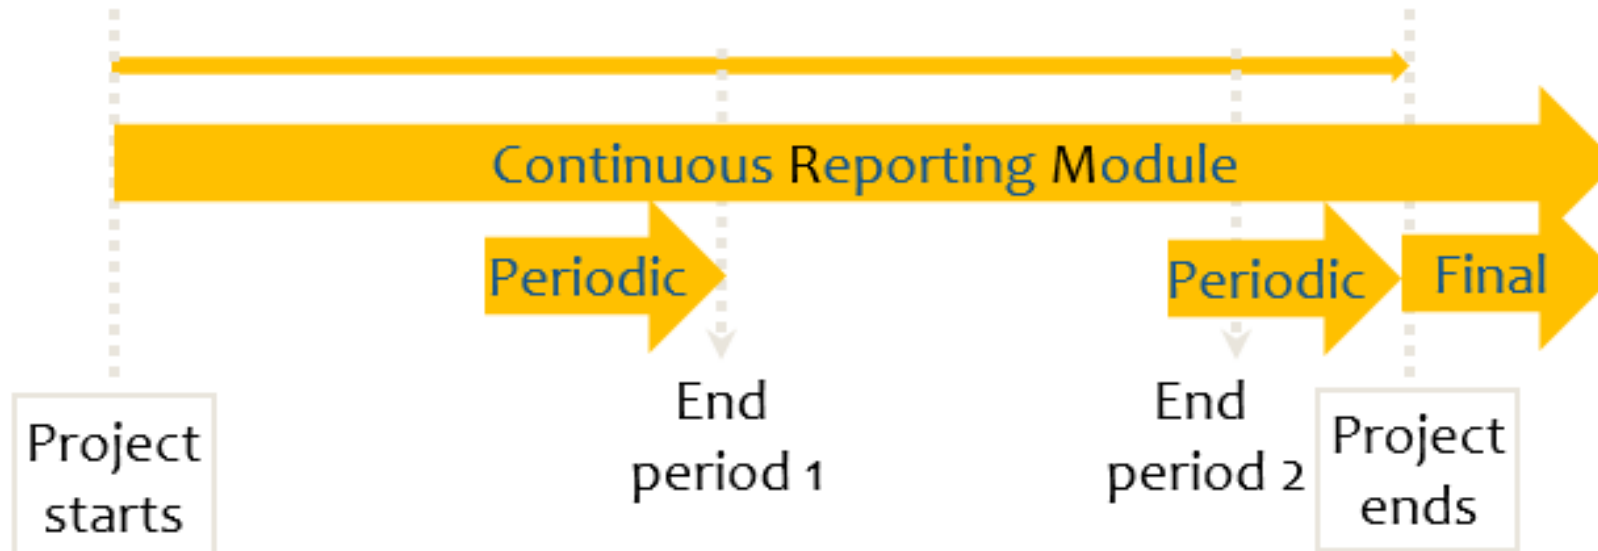 Continuous Reporting Module
Periodic
Periodic
Final
End
period 1
End
period 2
Project
starts
Project
ends